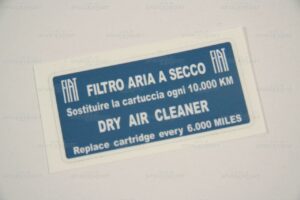 FIAT FIAT
FILTRO ARIA A SECCO
Sostituire la cartuccia ogni 10.000 KM
DRY AIR CLEANER
Replace cartridge every 6.000 MILES